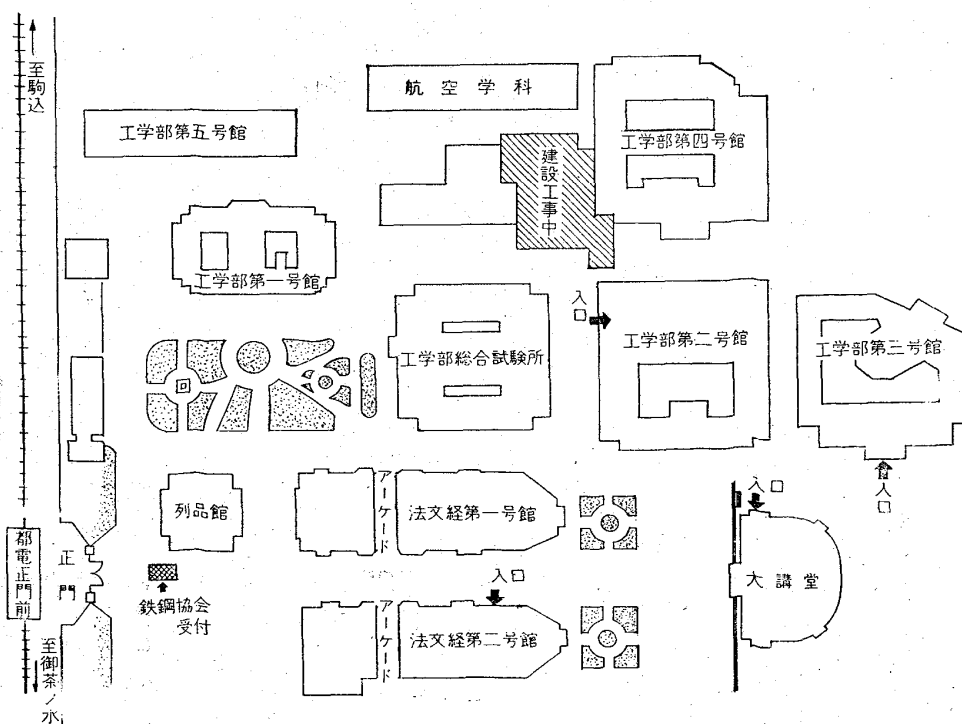 至駒込
航空学科
工学部第五号館
工学部第四号館
建設工事中
工学部第一号館
入口
工学部第二号館
工学部第三号館
工学部総合試験所
入口
入口
列品館
アーケード
法文経第一号館
都電正門前
正門
大講堂
鉄鋼協会
受付
入口
アーケード
法文経第二号館
至御茶ノ水